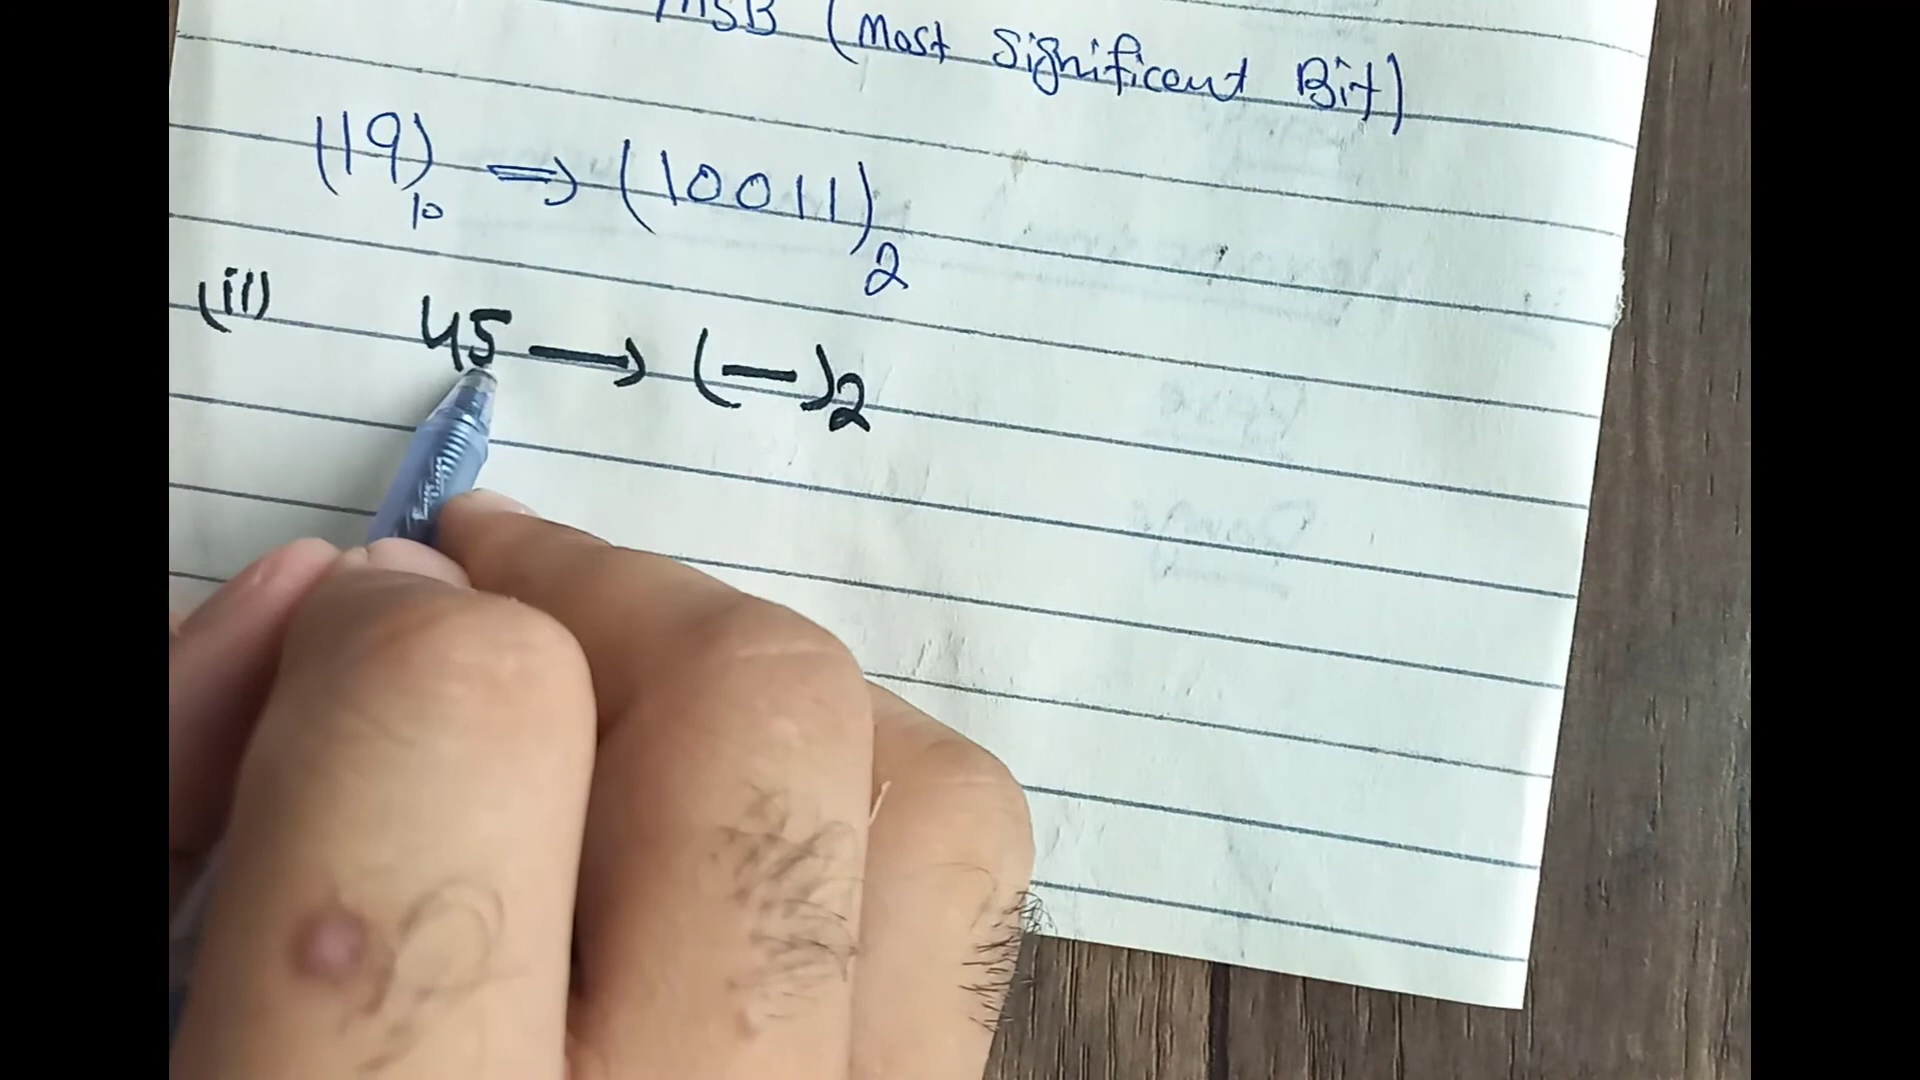 MSB (Most Significant Bit)
(19)10 ⇒ (10011)2
(ii) 45 → (—)2